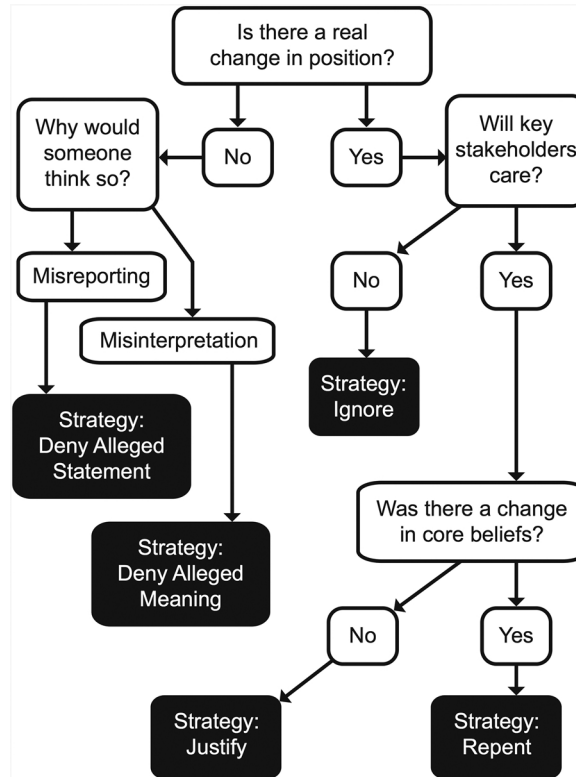 Is there a real
change in position?
Why would
someone
think so?
No
Yes
Will key
stakeholders
care?
Misreporting
No
Yes
Misinterpretation
Strategy:
Ignore
Strategy:
Deny Alleged
Statement
Was there a change
in core beliefs?
Strategy:
Deny Alleged
Meaning
No
Yes
Strategy:
Justify
Strategy:
Repent